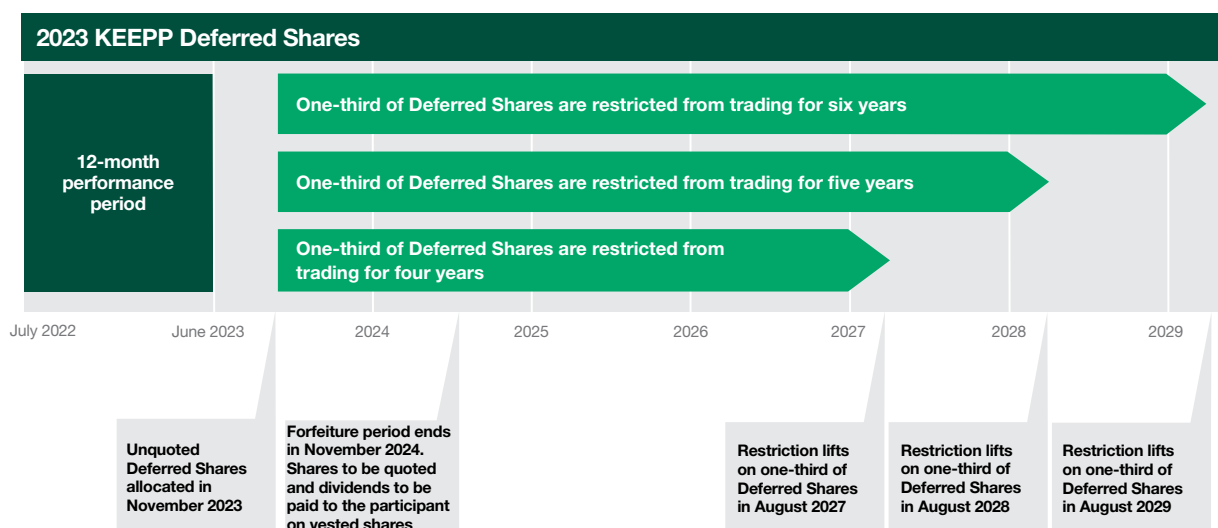 2023 KEEPP Deferred Shares
12-month
performance
period
One-third of Deferred Shares are restricted from trading for six years
One-third of Deferred Shares are restricted from trading for five years
One-third of Deferred Shares are restricted from
trading for four years
July 2022
June 2023
2024
2025
2026
2027
2028
2029
Unquoted
Deferred Shares
allocated in
November 2023
Forfeiture period ends
in November 2024.
Shares to be quoted
and dividends to be
paid to the participant
on vested shares
Restriction lifts
on one-third of
Deferred Shares
in August 2027
Restriction lifts
on one-third of
Deferred Shares
in August 2028
Restriction lifts
on one-third of
Deferred Shares
in August 2029